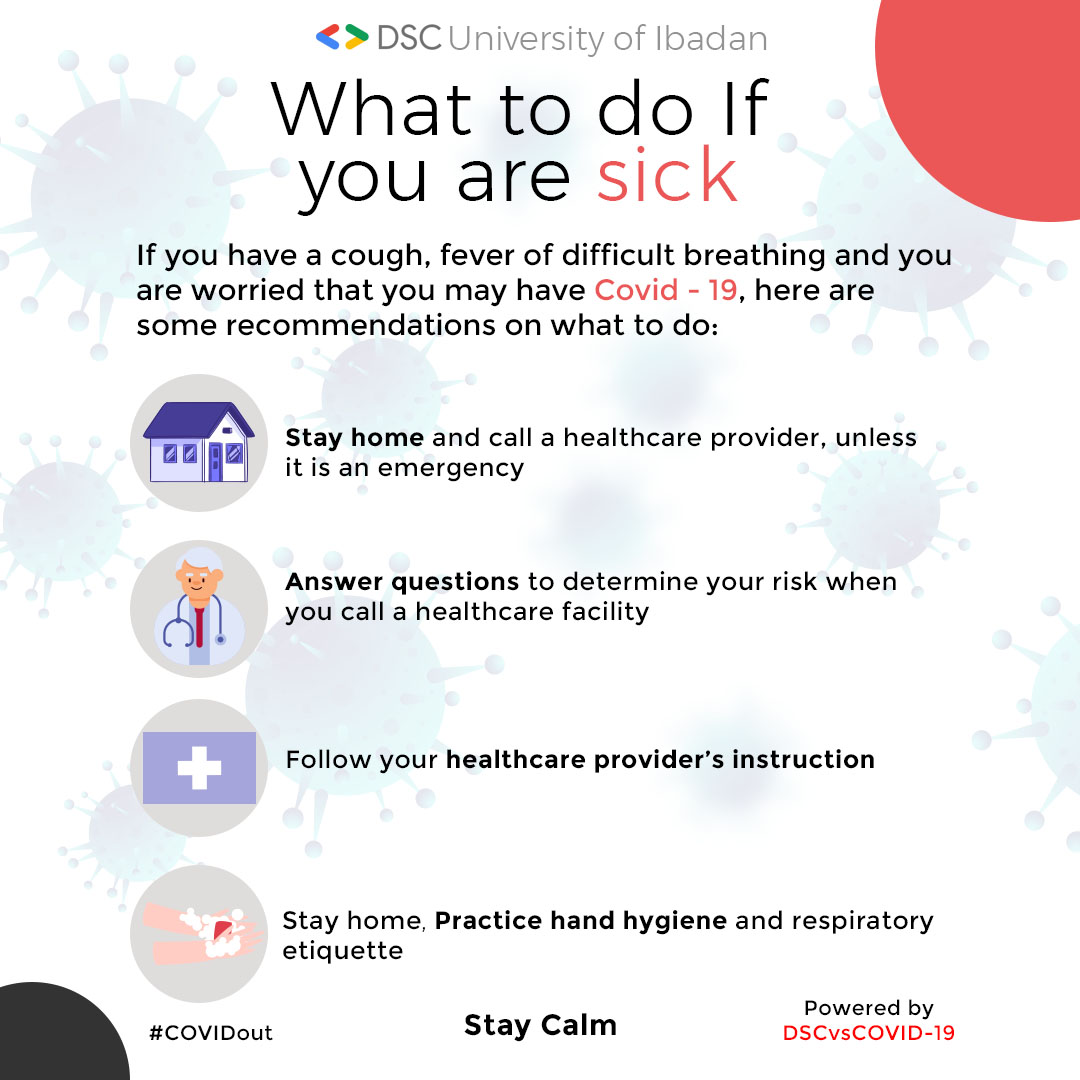 DSC University of Ibadan
What to do If
you are sick
If you have a cough, fever of difficult breathing and you
are worried that you may have Covid - 19, here are
some recommendations on what to do:
Stay home and call a healthcare provider, unless
it is an emergency
Answer questions to determine your risk when
you call a healthcare facility
Follow your healthcare provider’s instruction
Stay home, Practice hand hygiene and respiratory
etiquette
#COVIDout
Stay Calm
Powered by
DSCvsCOVID-19